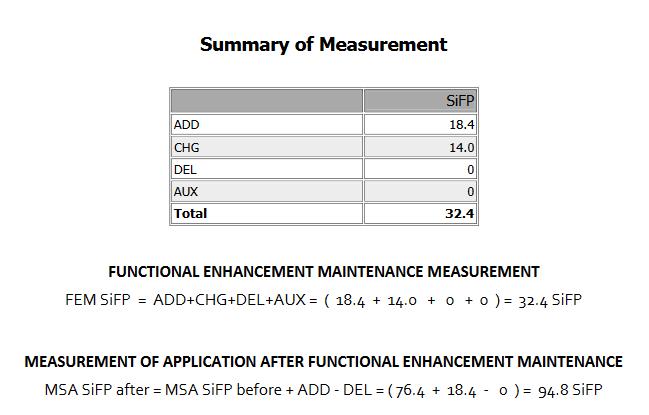 Summary of Measurement
SiFP
ADD 18.4
CHG 14.0
DEL 0
AUX 0
Total 32.4
FUNCTIONAL ENHANCEMENT MAINTENANCE MEASUREMENT
FEM SiFP = ADD+CHG+DEL+AUX = ( 18.4 + 14.0 + 0 + 0 ) = 32.4 SiFP
MEASUREMENT OF APPLICATION AFTER FUNCTIONAL ENHANCEMENT MAINTENANCE
MSA SiFP after = MSA SiFP before + ADD - DEL = ( 76.4 + 18.4 - 0 ) = 94.8 SiFP